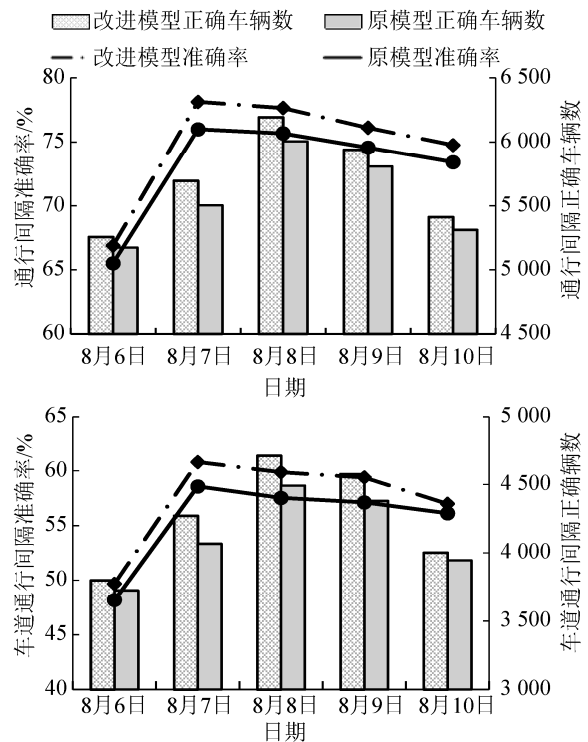 改进模型正确车辆数 原模型正确车辆数
改进模型准确率 原模型准确率
通行间隔准确率/%
80
75
70
65
60
6 500
6 000
5 500
5 000
4 500
通行间隔正确车辆数
8月6日 8月7日 8月8日 8月9日 8月10日
日期
车道通行间隔准确率/%
65
60
55
50
45
40
5 000
4 500
4 000
3 500
3 000
车道通行间隔正确车辆数
8月6日 8月7日 8月8日 8月9日 8月10日
日期